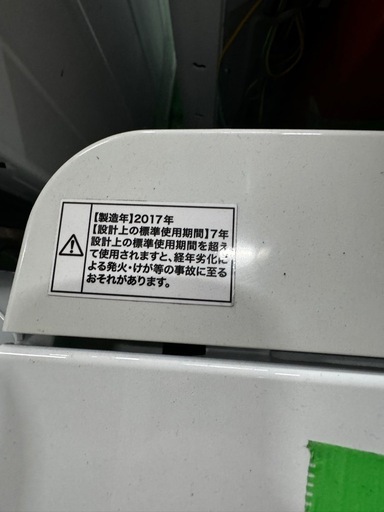 【製造年】2017年
【設計上の標準使用期間】7年
設計上の標準使用期間を超え
て使用されますと、経年劣化に
よる発火・けが等の事故に至る
おそれがあります。